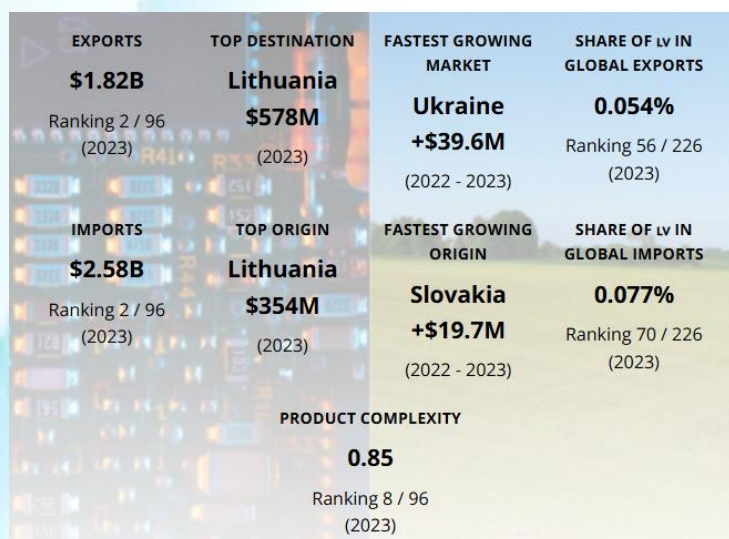 EXPORTS
$1.82B
Ranking 2 / 96
(2023)
TOP DESTINATION
Lithuania
$578M
(2023)
FASTEST GROWING
MARKET
Ukraine
+$39.6M
(2022 - 2023)
SHARE OF LV IN
GLOBAL EXPORTS
0.054%
Ranking 56 / 226
(2023)
IMPORTS
$2.58B
Ranking 2 / 96
(2023)
TOP ORIGIN
Lithuania
$354M
(2023)
FASTEST GROWING
ORIGIN
Slovakia
+$19.7M
(2022 - 2023)
SHARE OF LV IN
GLOBAL IMPORTS
0.077%
Ranking 70 / 226
(2023)
PRODUCT COMPLEXITY
0.85
Ranking 8 / 96
(2023)